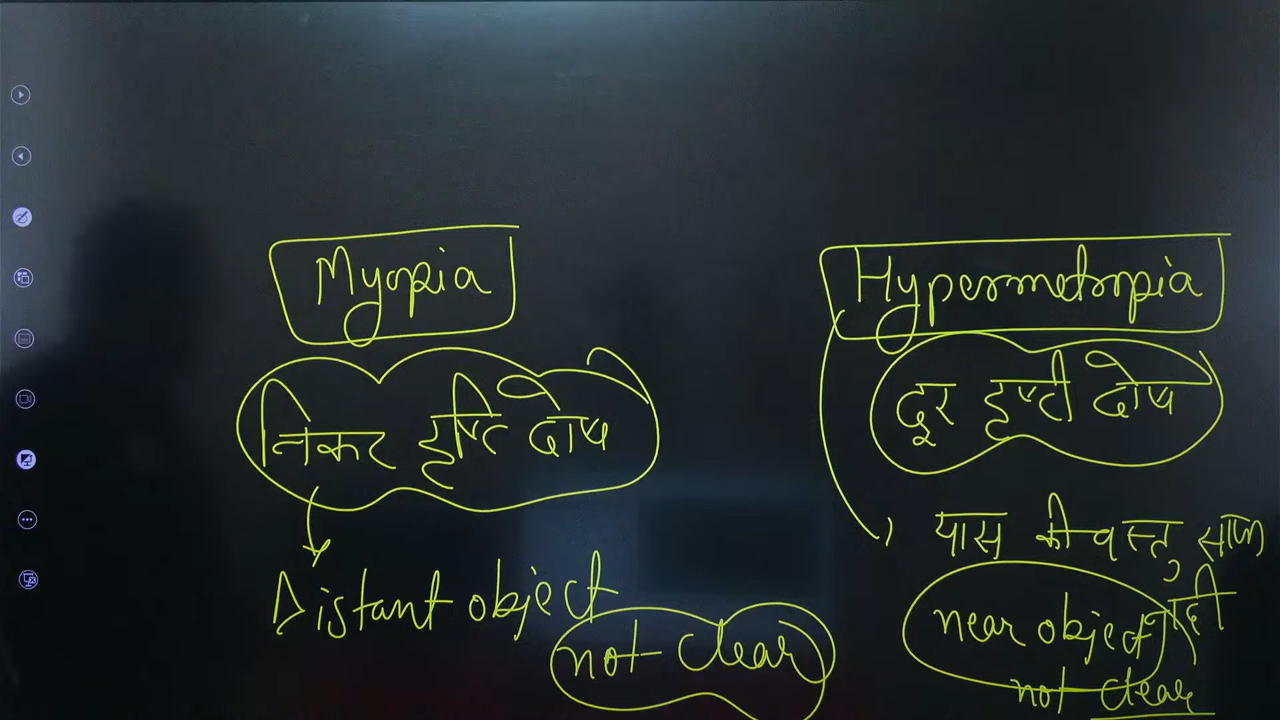 Myopia
निकट दृष्टि दोष
Distant object
not clear
Hypermetropia
दूर दृष्टी दोष
पास की वस्तु साफ
नहीं
near object
not clear